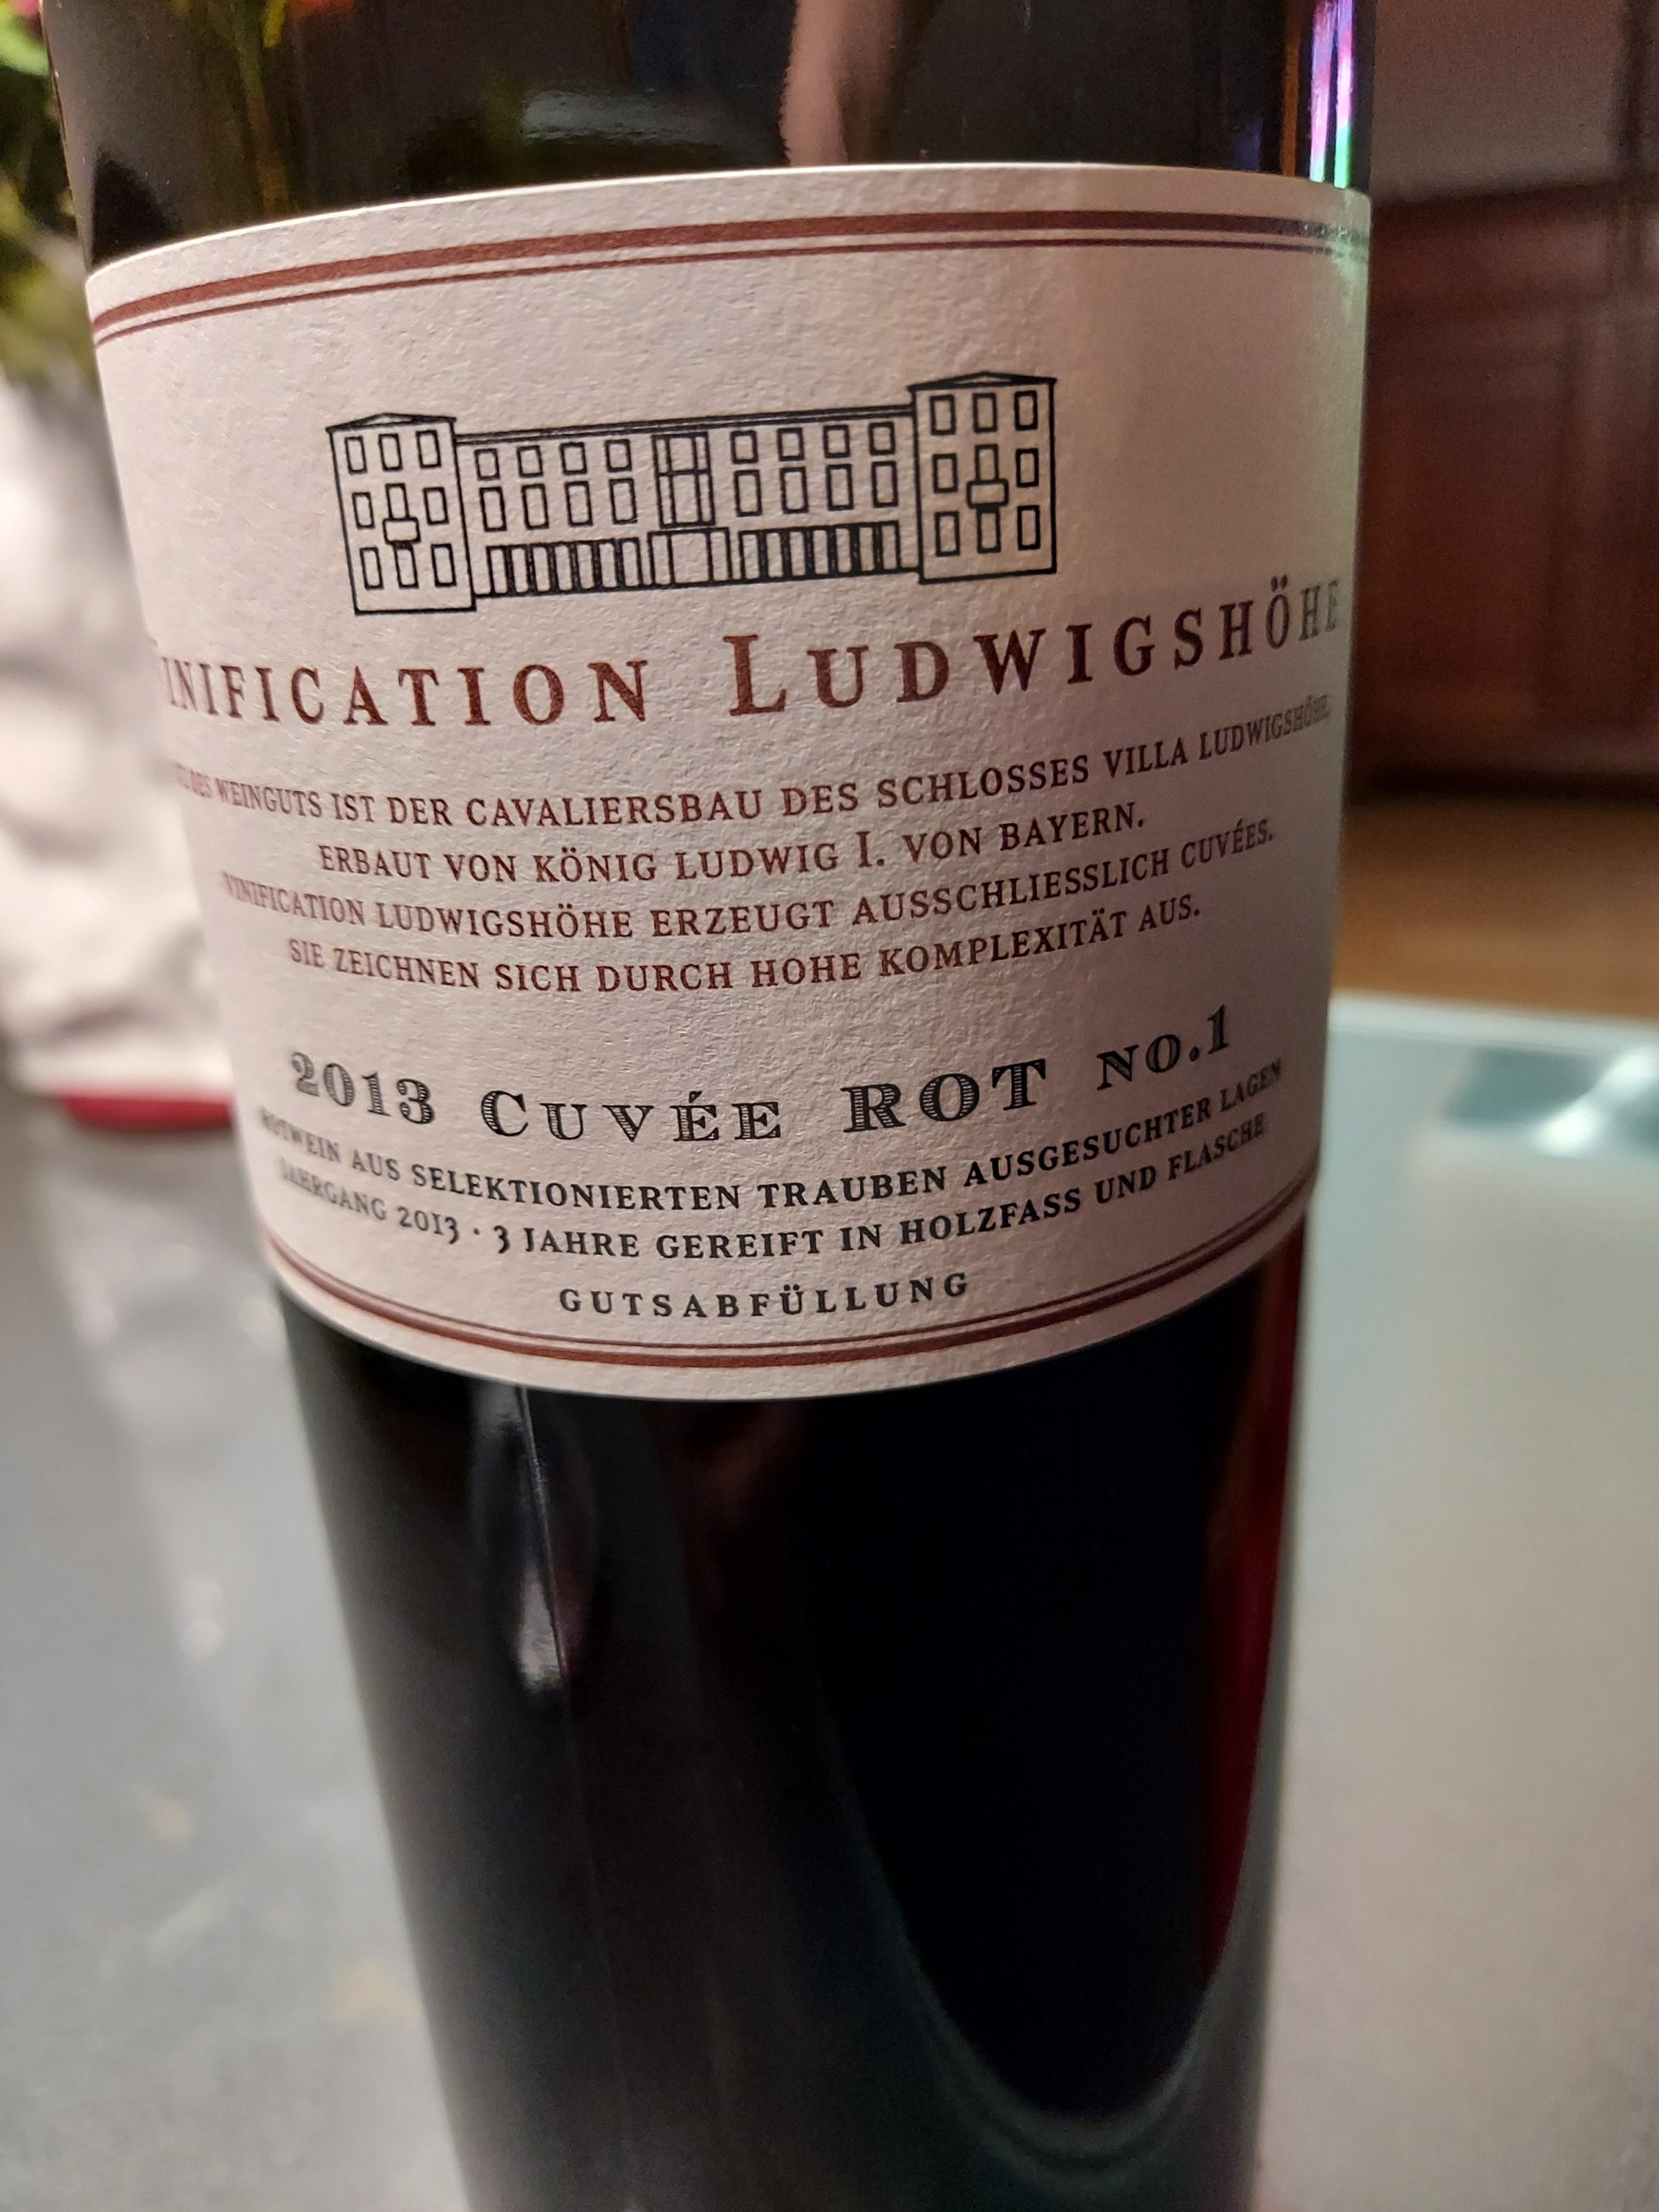 VINIFICATION LUDWIGSHÖHE
DES WEINGUTS IST DER CAVALIERSBAU DES SCHLOSSES VILLA LUDWIGSHÖHE,
ERBAUT VON KÖNIG LUDWIG I. VON BAYERN.
VINIFICATION LUDWIGSHÖHE ERZEUGT AUSSCHLIESSLICH CUVÉES.
SIE ZEICHNEN SICH DURCH HOHE KOMPLEXITÄT AUS.
2013 CUVÉE ROT NO.1
ROTWEIN AUS SELEKTIONIERTEN TRAUBEN AUSGESUCHTER LAGEN
JAHRGANG 2013 · 3 JAHRE GEREIFT IN HOLZFASS UND FLASCHE
GUTSABFÜLLUNG